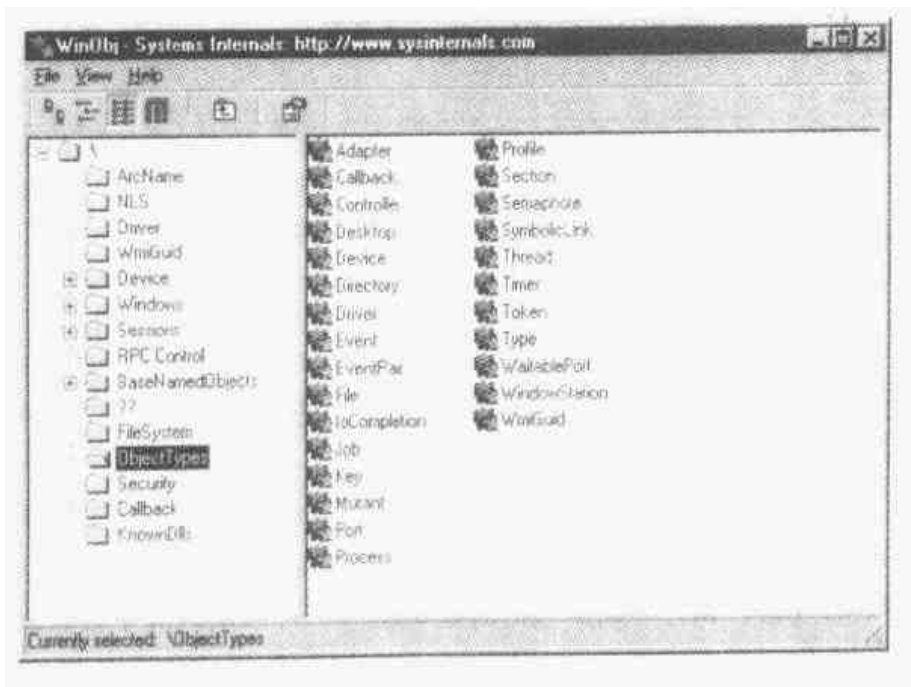 WinObj - Systems Internals: http://www.sysinternals.com
File View Help
\
ArcName
NLS
Driver
WmiGuid
Device
Windows
Sessions
RPC Control
BaseNamedObjects
??
FileSystem
ObjectTypes
Security
Callback
KnownDlls
Adapter
Callback
Controller
Desktop
Device
Directory
Driver
Event
EventPair
File
IoCompletion
Job
Key
Mutant
Port
Process
Profile
Section
Semaphore
SymbolicLink
Thread
Timer
Token
Type
WaitablePort
WindowStation
WmiGuid
Currently selected: \ObjectTypes